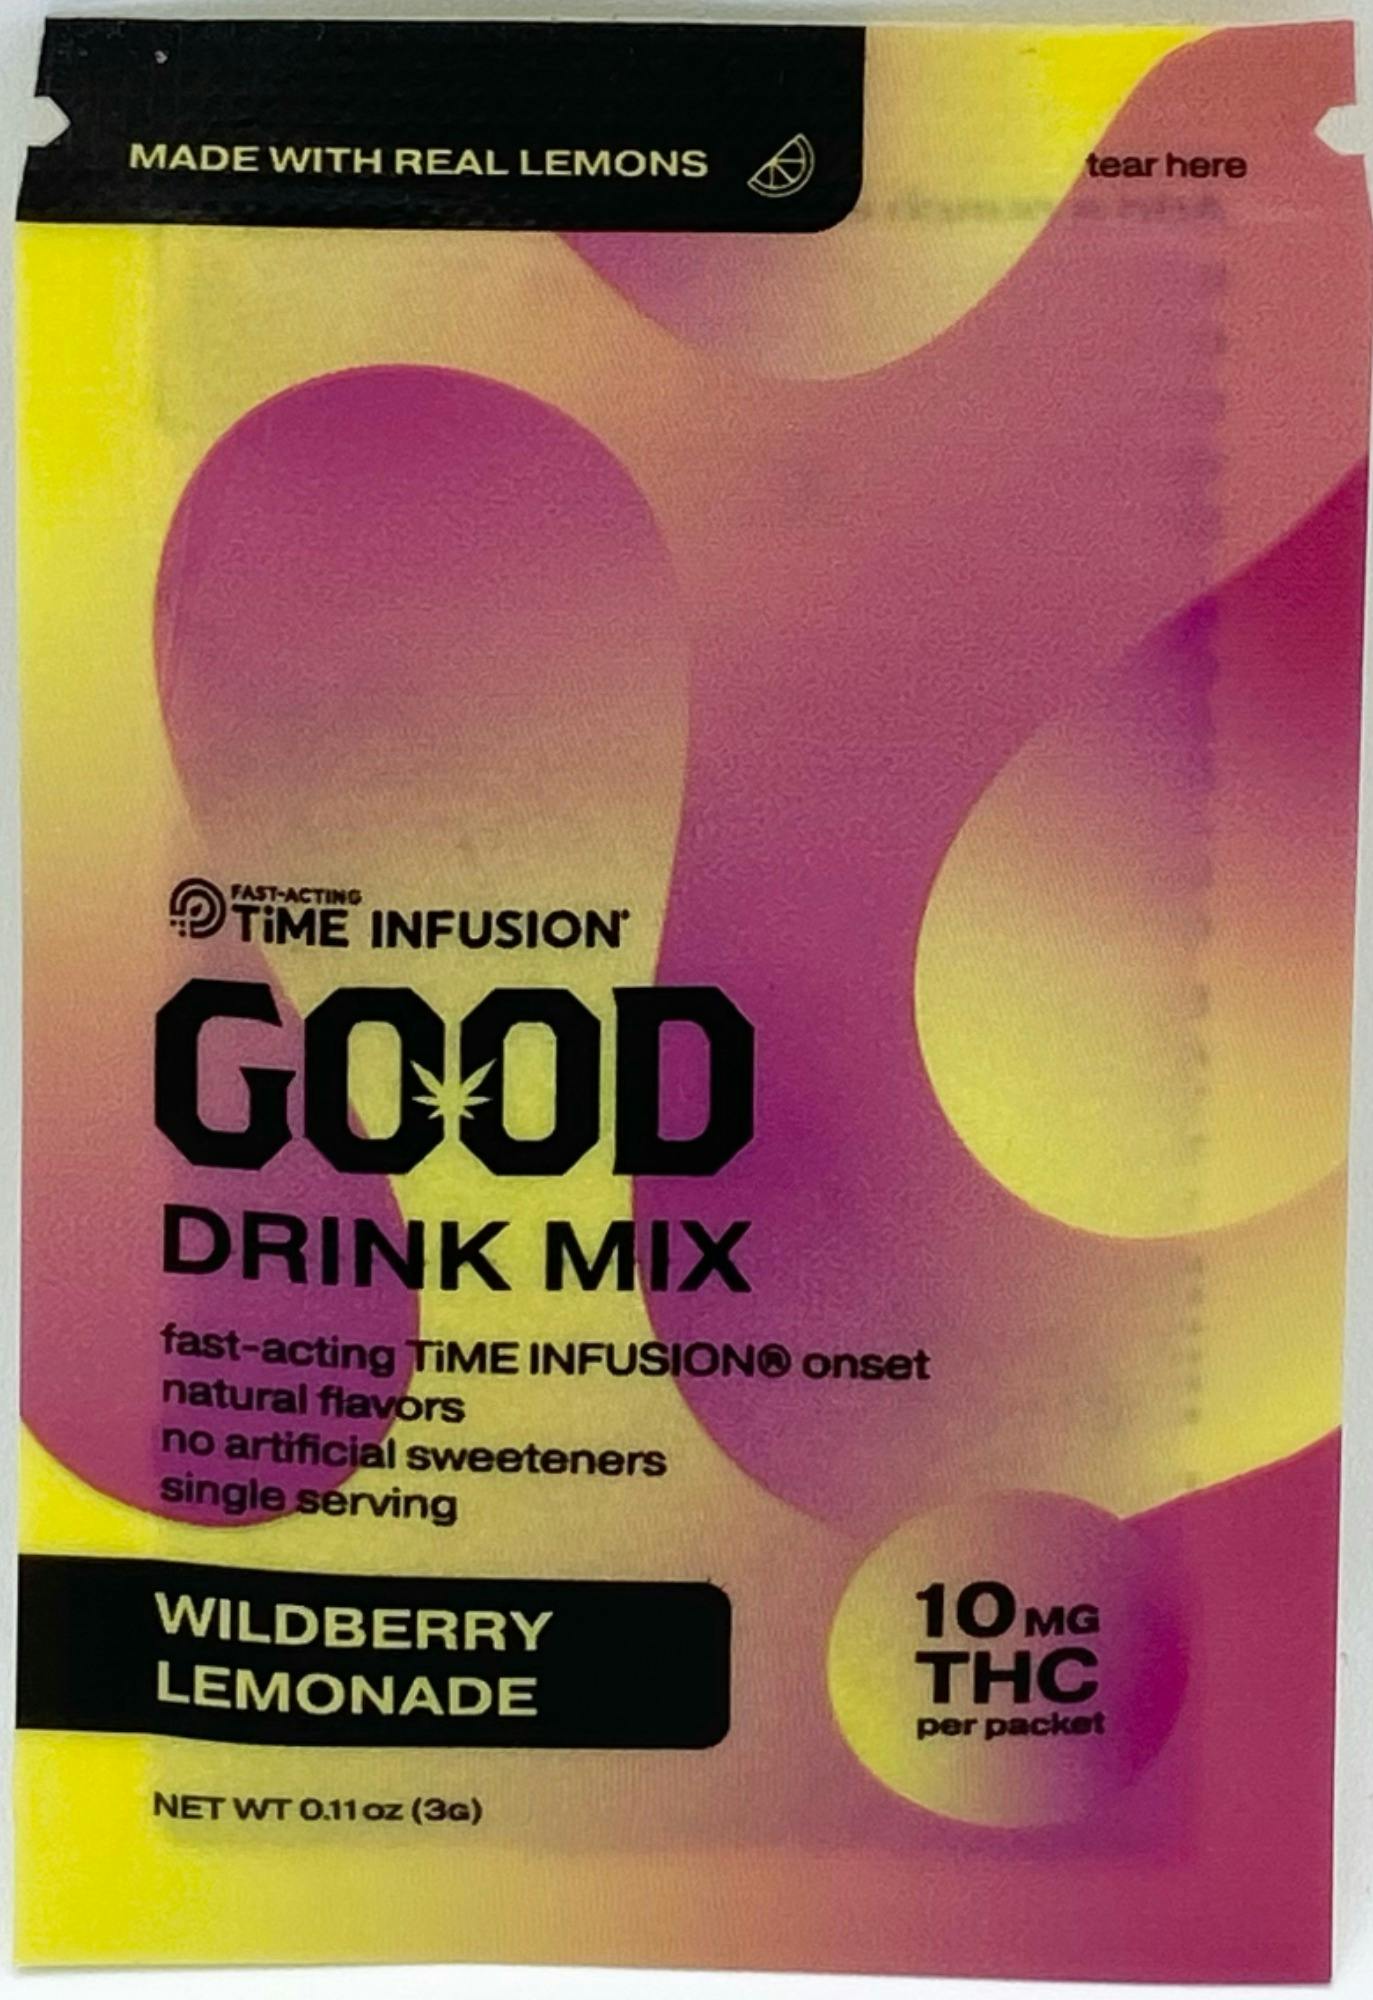 MADE WITH REAL LEMONS
tear here
FAST-ACTING
TiME INFUSION®
GOOD
DRINK MIX
fast-acting TiME INFUSION® onset
natural flavors
no artificial sweeteners
single serving
WILDBERRY
LEMONADE
10 MG
THC
per packet
NET WT 0.11 oz (3G)